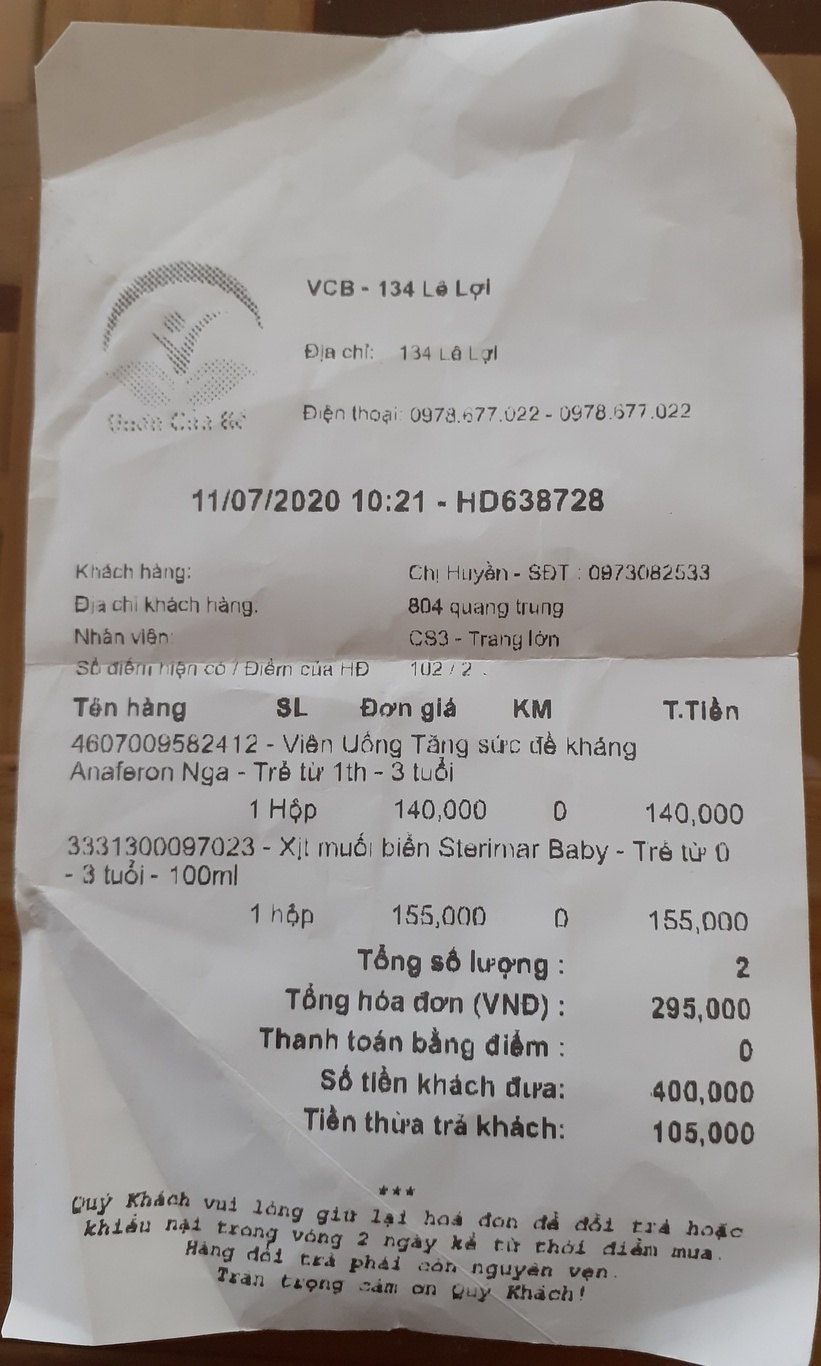 VCB - 134 Lê Lợi
Địa chỉ: 134 Lê Lợi
Điện thoại: 0978.677.022 - 0978.677.022
11/07/2020 10:21 - HD638728
Khách hàng: Chị Huyền - SĐT : 0973082533
Địa chỉ khách hàng: 804 quang trung
Nhân viên: CS3 - Trang lớn
Số điểm hiện có / Điểm của HĐ 102 / 2 .
Tên hàng SL Đơn giá KM T.Tiền
4607009582412 - Viên Uống Tăng sức đề kháng
Anaferon Nga - Trẻ từ 1th - 3 tuổi
1 Hộp 140,000 0 140,000
3331300097023 - Xịt muối biển Sterimar Baby - Trẻ từ 0
- 3 tuổi - 100ml
1 hộp 155,000 0 155,000
Tổng số lượng : 2
Tổng hóa đơn (VNĐ) : 295,000
Thanh toán bằng điểm : 0
Số tiền khách đưa: 400,000
Tiền thừa trả khách: 105,000
***
Quý Khách vui lòng giữ lại hoá đơn để đổi trả hoặc
khiếu nại trong vòng 2 ngày kể từ thời điểm mua.
Hàng đổi trả phải còn nguyên vẹn.
Trân trọng cảm ơn Quý Khách!